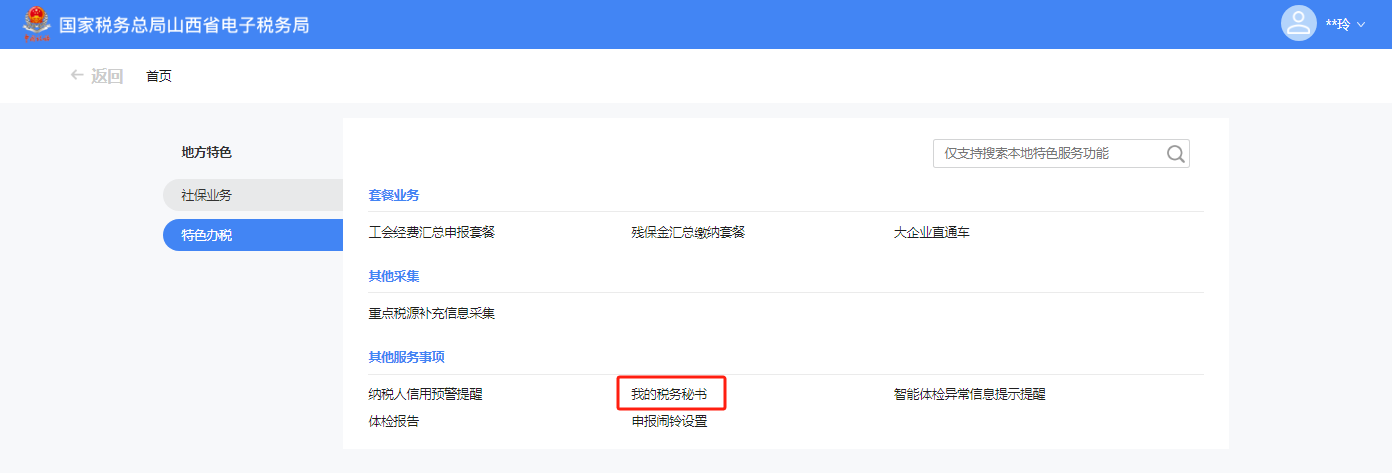 国家税务总局山西省电子税务局
**玲
返回 首页
地方特色
仅支持搜索本地特色服务功能
社保业务
特色办税
套餐业务
工会经费汇总申报套餐 残保金汇总缴纳套餐 大企业直通车
其他采集
重点税源补充信息采集
其他服务事项
纳税人信用预警提醒 我的税务秘书 智能体检异常信息提示提醒
体检报告 申报闹铃设置